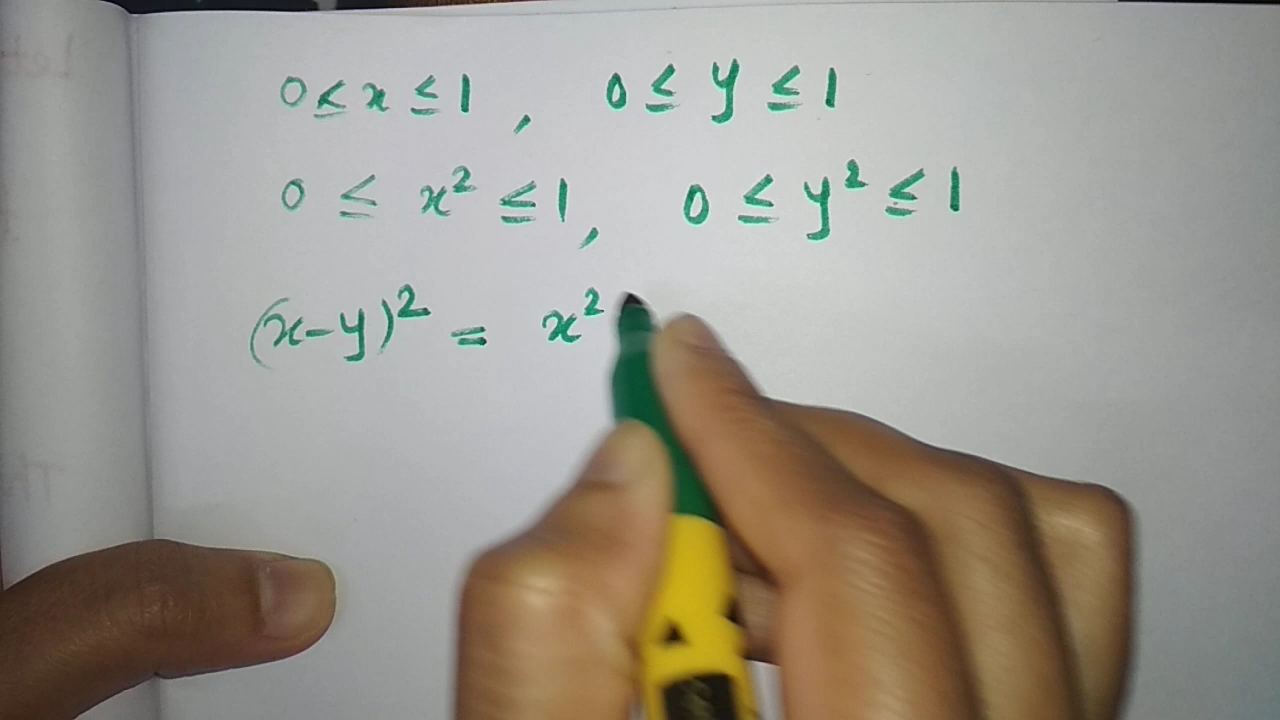 0 ≤ x ≤ 1 , 0 ≤ y ≤ 1
0 ≤ x² ≤ 1 , 0 ≤ y² ≤ 1
(x-y)² = x²